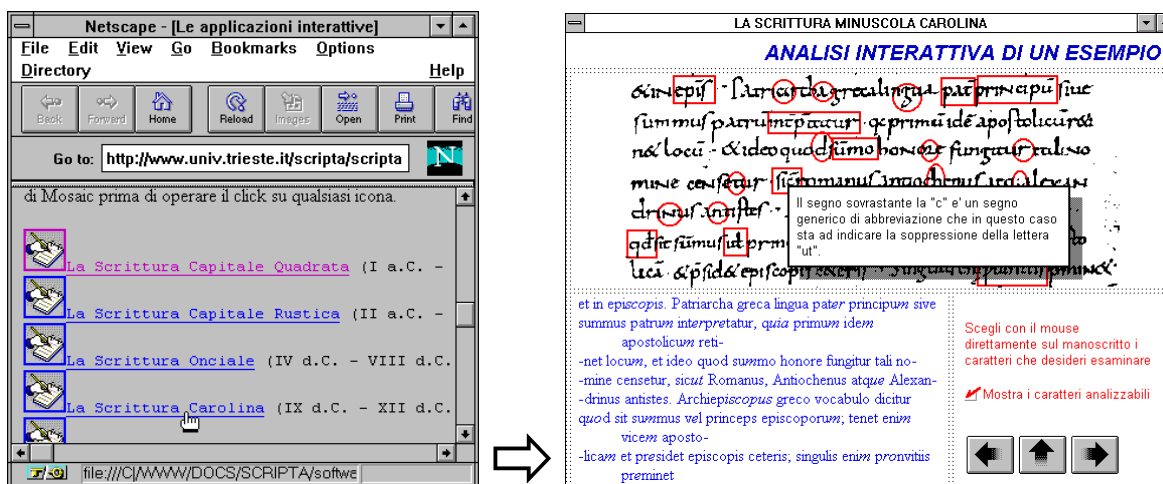 Netscape - [Le applicazioni interattive]
File Edit View Go Bookmarks Options
Directory Help
Back Forward Home Reload Images Open Print Find
Go to: http://www.univ.trieste.it/scripta/scripta
N
di Mosaic prima di operare il click su qualsiasi icona.
La Scrittura Capitale Quadrata (I a.C. -
La Scrittura Capitale Rustica (II a.C. -
La Scrittura Onciale (IV d.C. - VIII d.C.
La Scrittura Carolina (IX d.C. - XII d.C.
file:///C|/WWW/DOCS/SCRIPTA/softwe
LA SCRITTURA MINUSCOLA CAROLINA
ANALISI INTERATTIVA DI UN ESEMPIO
Il segno sovrastante la "c" e' un segno
generico di abbreviazione che in questo caso
sta ad indicare la soppressione della lettera
"ut".
et in episcopis. Patriarcha greca lingua pater principum sive
summus patrum interpretatur, quia primum idem
apostolicum reti-
-net locum, et ideo quod summo honore fungitur tali no-
-mine censetur, sicut Romanus, Antiochenus atque Alexan-
-drinus antistes. Archiepiscopus greco vocabulo dicitur
quod sit summus vel princeps episcoporum; tenet enim
vicem aposto-
-licam et presidet episcopis ceteris; singulis enim pronvitiis
preminet
Scegli con il mouse
direttamente sul manoscritto i
caratteri che desideri esaminare
Mostra i caratteri analizzabili